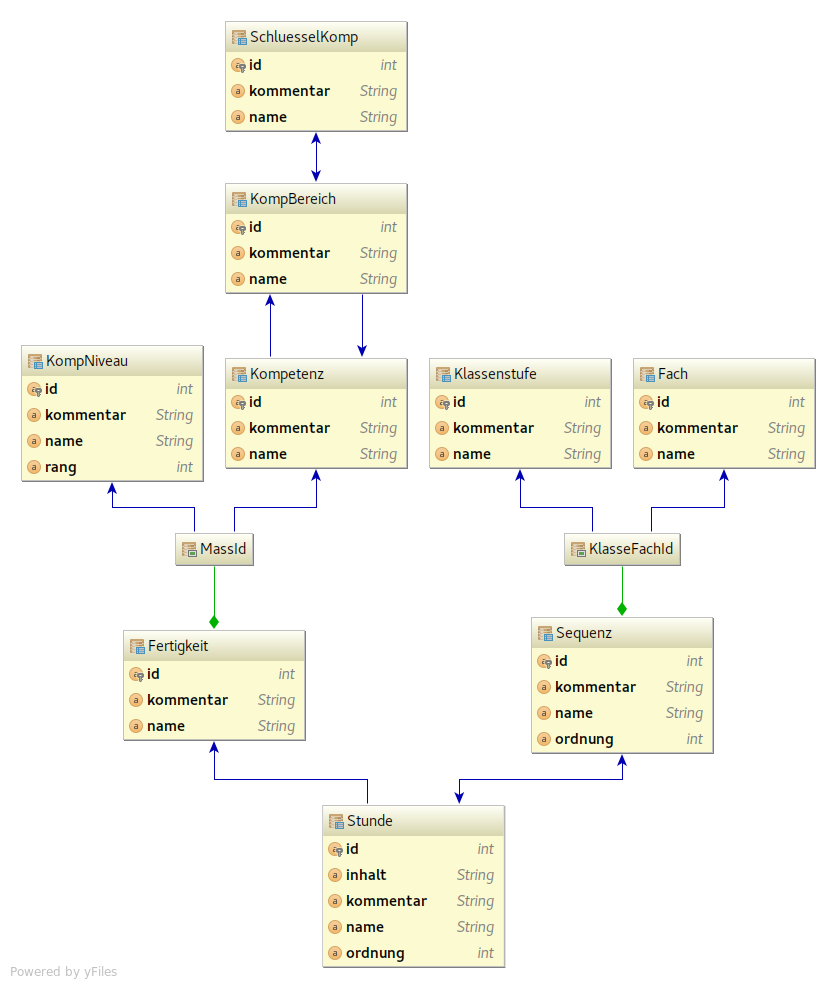 SchluesselKomp
id int
kommentar String
name String
KompBereich
id int
kommentar String
name String
KompNiveau
id int
kommentar String
name String
rang int
Kompetenz
id int
kommentar String
name String
Klassenstufe
id int
kommentar String
name String
Fach
id int
kommentar String
name String
MassId
KlasseFachId
Fertigkeit
id int
kommentar String
name String
Sequenz
id int
kommentar String
name String
ordnung int
Stunde
id int
inhalt String
kommentar String
name String
ordnung int
Powered by yFiles